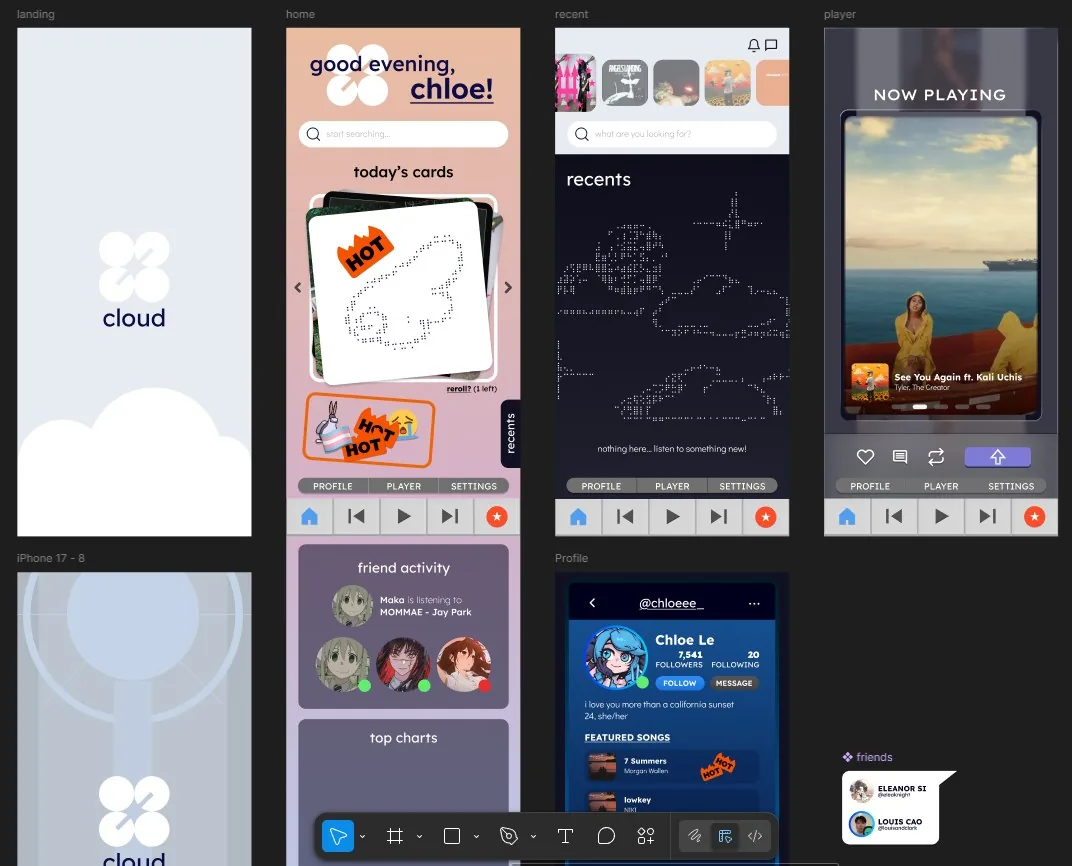 landing
cloud
home
good evening,
chloe!
start searching...
today's cards
HOT
reroll? (1 left)
HOT
HOT
recents
PROFILE
PLAYER
SETTINGS
friend activity
Maka is listening to
MOMMAE - Jay Park
top charts
recent
what are you looking for?
recents
nothing here... listen to something new!
PROFILE
PLAYER
SETTINGS
player
NOW PLAYING
See You Again ft. Kali Uchis
Tyler, The Creator
PROFILE
PLAYER
SETTINGS
iPhone 17 - 8
cloud
Profile
@chloeee_
Chloe Le
7,541
20
FOLLOWERS
FOLLOWING
FOLLOW
MESSAGE
i love you more than a california sunset
24, she/her
FEATURED SONGS
7 Summers
Morgan Wallen
HOT
HOT
lowkey
NIKI
friends
ELEANOR SI
@eleaknight
LOUIS CAO
@louisandclark